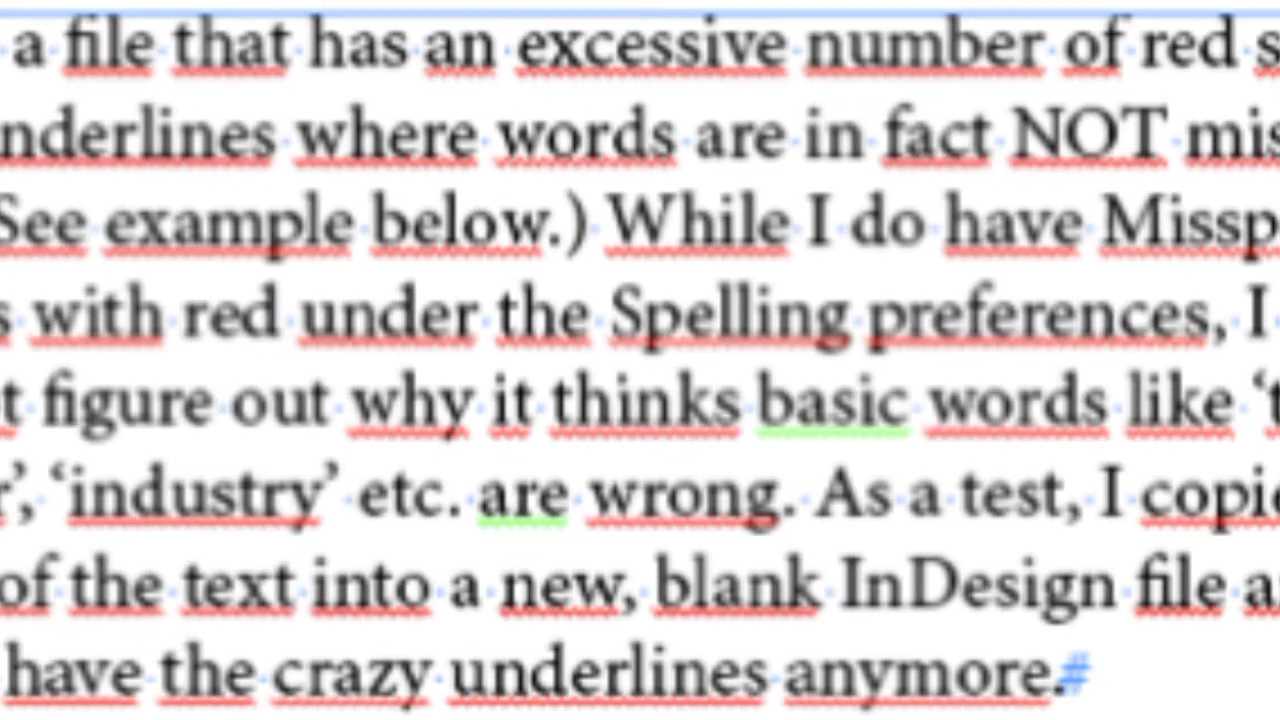 a file that has an excessive number of red s
nderlines where words are in fact NOT mis
See example below.) While I do have Missp
s with red under the Spelling preferences, I
t figure out why it thinks basic words like ‘t
r’, ‘industry’ etc. are wrong. As a test, I copie
of the text into a new, blank InDesign file a
have the crazy underlines anymore.#